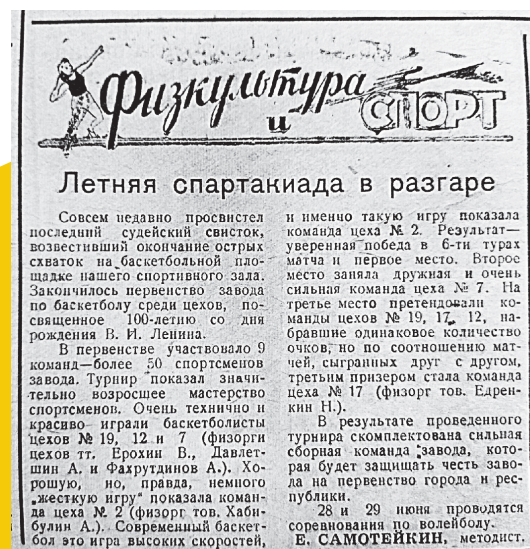 Физкультура
и
СПОРТ
Летняя спартакиада в разгаре
Совсем недавно просвистел
последний судейский свисток,
возвестивший окончание острых
схваток на баскетбольной пло-
щадке нашего спортивного зала.
Закончилось первенство завода
по баскетболу среди цехов, по-
священное 100-летию со дня
рождения В. И. Ленина.
В первенстве участвовало 9
команд—более 50 спортсменов
завода. Турнир показал значи-
тельно возросшее мастерство
спортсменов. Очень технично и
красиво играли баскетболисты
цехов № 19, 12 и 7 (физорги
цехов тт. Ерохин В., Давлет-
шин А. и Фахрутдинов А.). Хо-
рошую, но, правда, немного
„жесткую игру" показала коман-
да цеха № 2 (физорг тов. Хаби-
булин А.). Современный баскет-
бол это игра высоких скоростей,
и именно такую игру показала
команда цеха № 2. Результат—
уверенная победа в 6-ти турах
матча и первое место. Второе
место заняла дружная и очень
сильная команда цеха № 7. На
третье место претендовали ко-
манды цехов № 19, 17, 12, на-
бравшие одинаковое количество
очков, но по соотношению мат-
чей, сыгранных друг с другом,
третьим призером стала команда
цеха № 17 (физорг тов. Едрен-
кин Н.).
В результате проведенного
турнира скомплектована сильная
сборная команда завода, кото-
рая будет защищать честь заво-
да на первенство города и рес-
публики.
28 и 29 июня проводятся
соревнования по волейболу.
Е. САМОТЕЙКИН, методист.